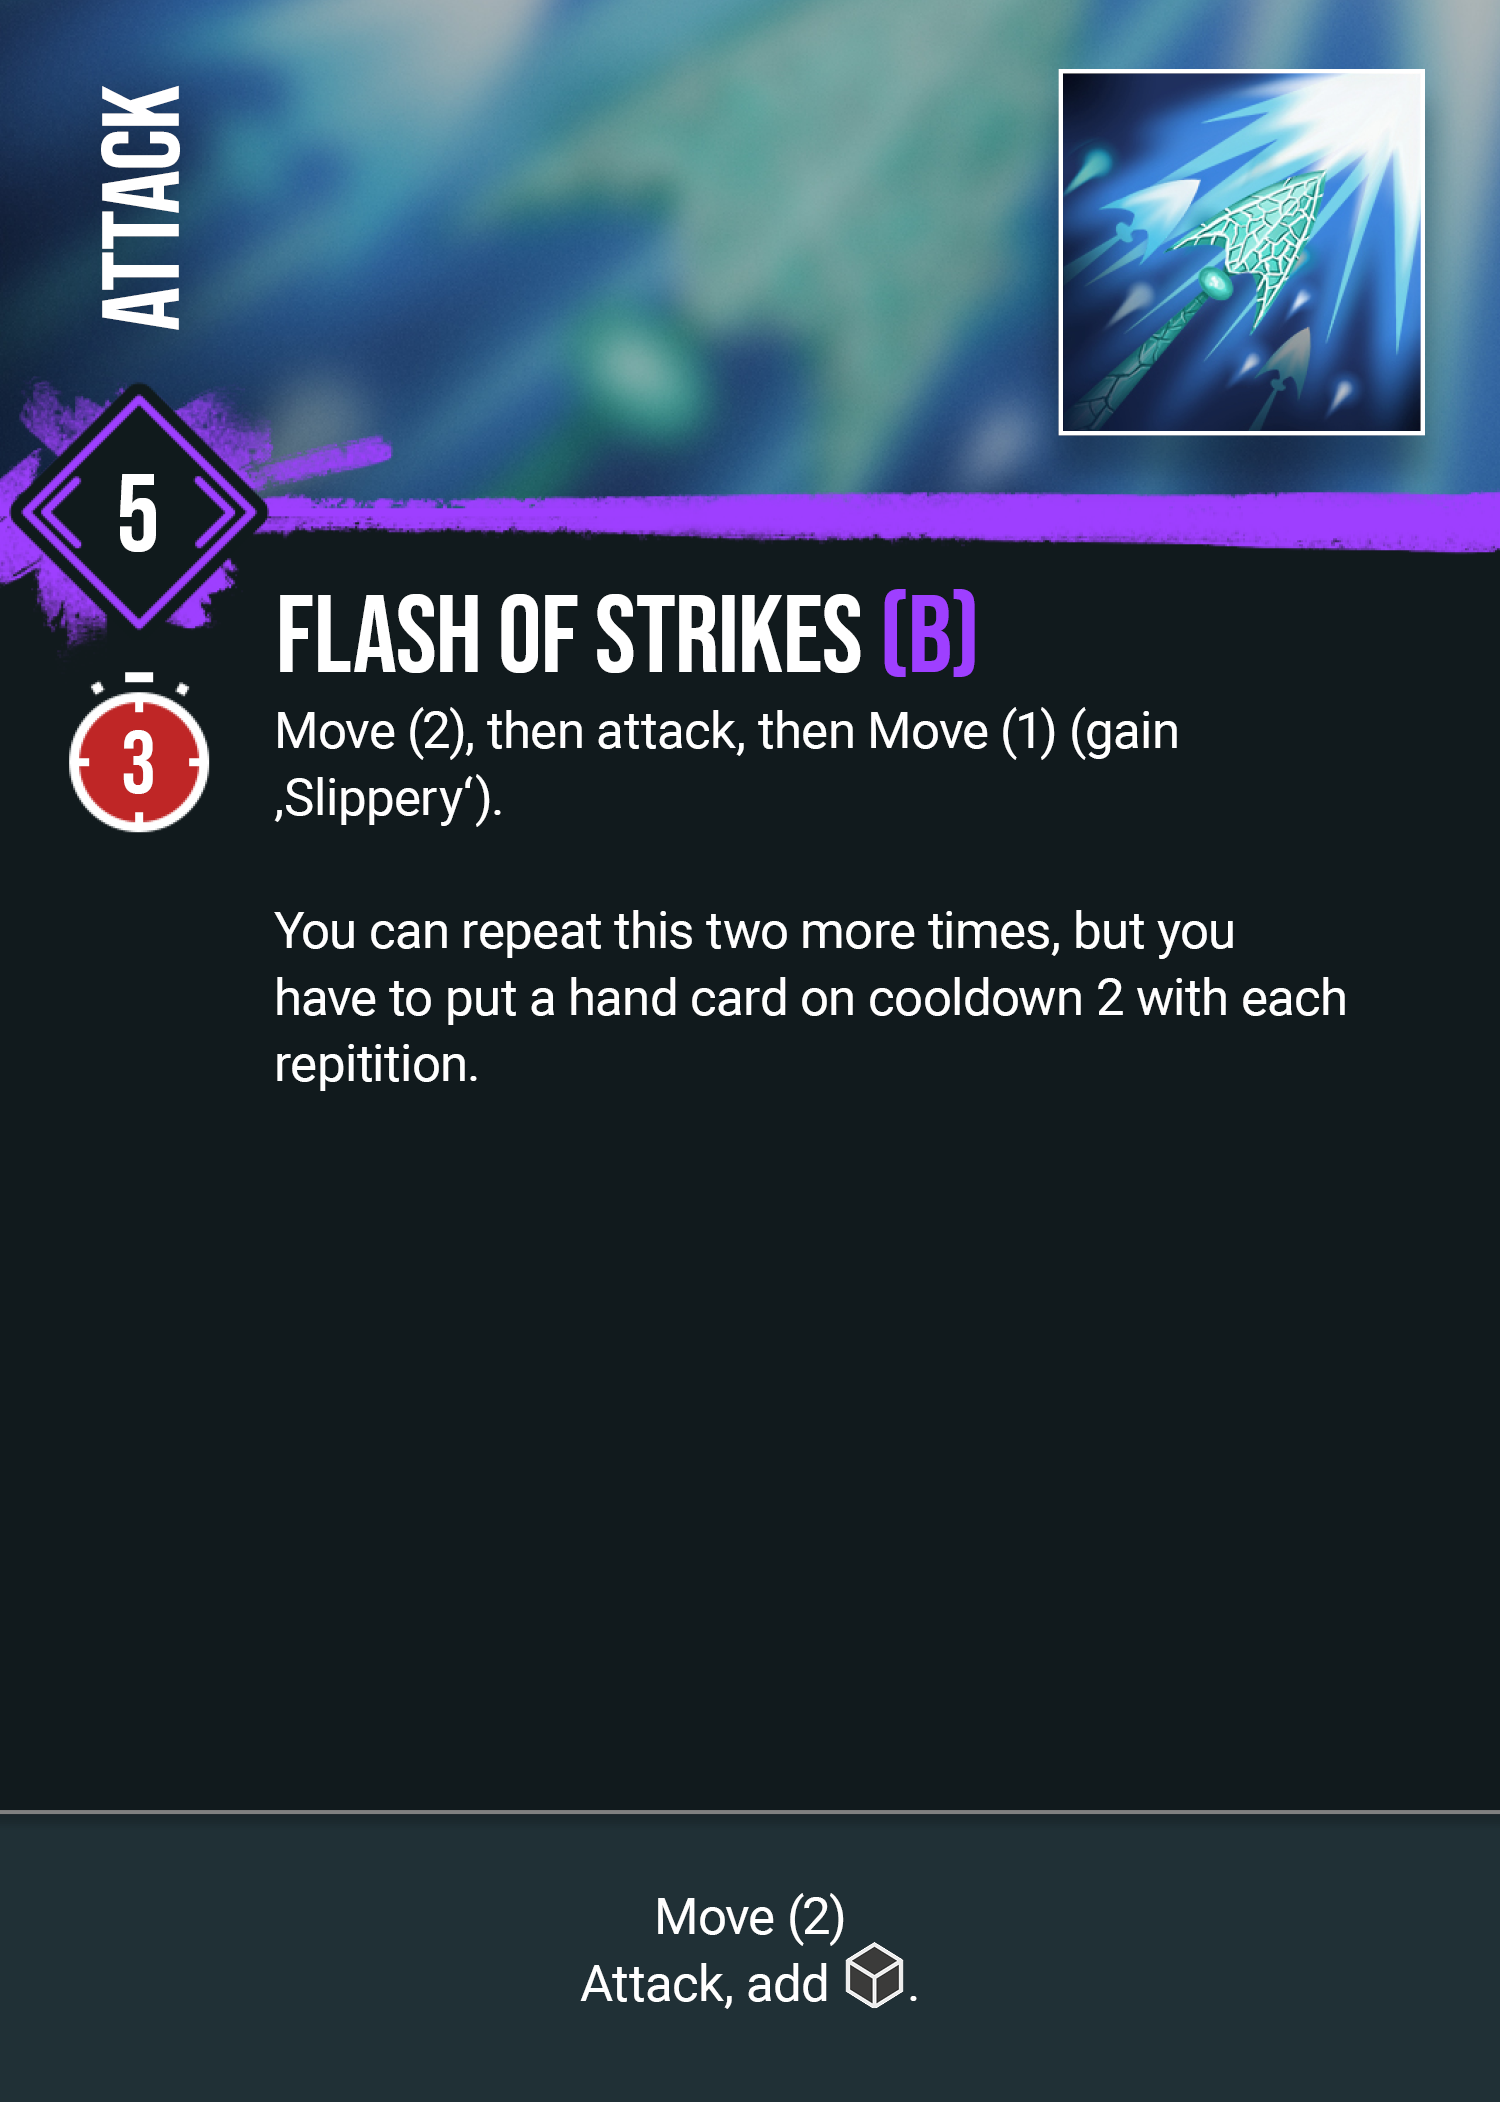 ATTACK
5
FLASH OF STRIKES (B)
3
Move (2), then attack, then Move (1) (gain
‚Slippery‘).
You can repeat this two more times, but you
have to put a hand card on cooldown 2 with each
repitition.
Move (2)
Attack, add .